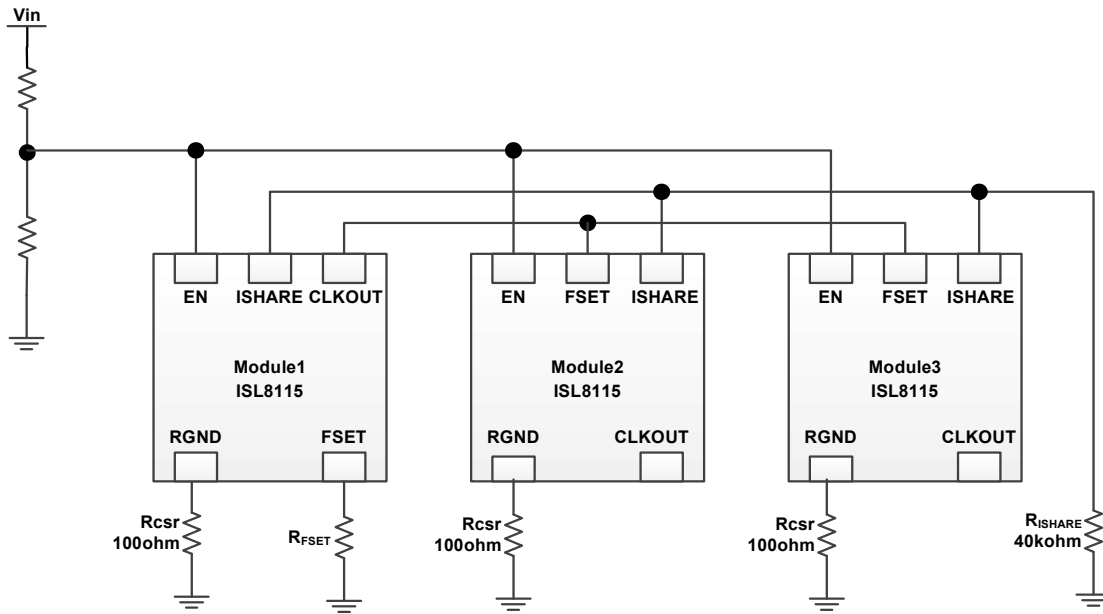 Vin
EN ISHARE CLKOUT
Module1
ISL8115
RGND FSET
Rcsr
100ohm
RFSET
EN FSET ISHARE
Module2
ISL8115
RGND CLKOUT
Rcsr
100ohm
EN FSET ISHARE
Module3
ISL8115
RGND CLKOUT
Rcsr
100ohm
RISHARE
40kohm